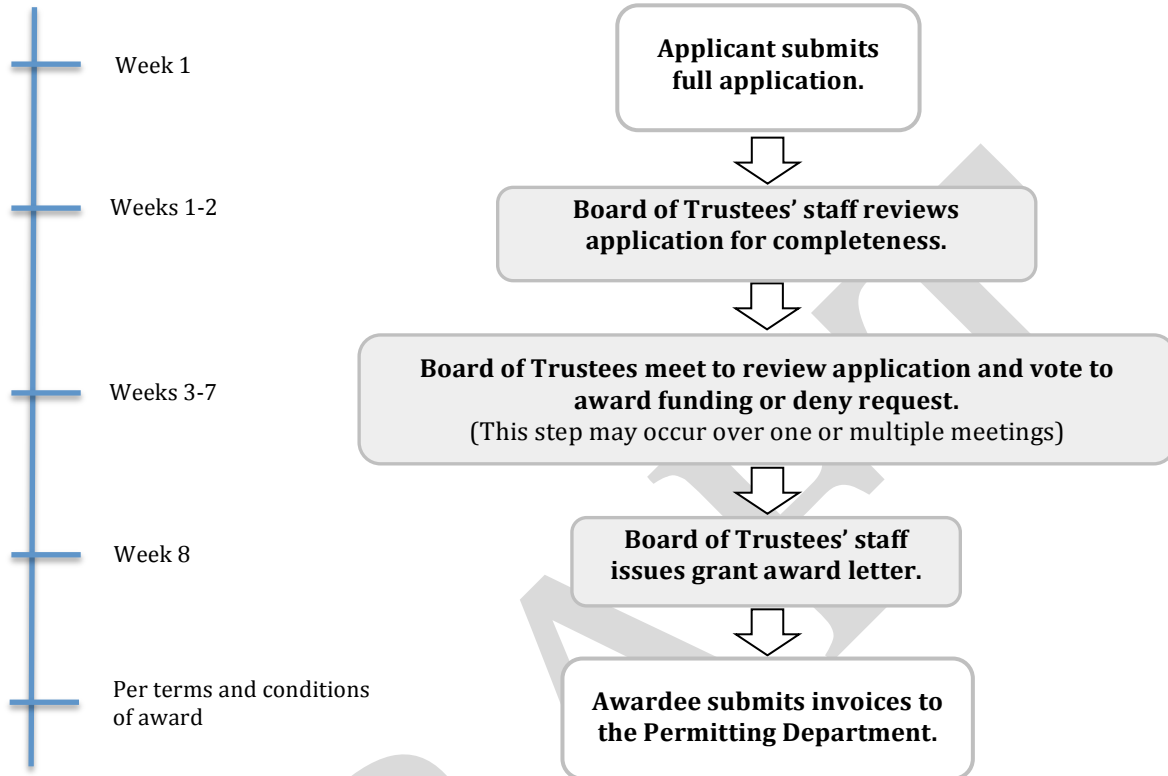 Week 1
Applicant submits
full application.
Weeks 1-2
Board of Trustees’ staff reviews
application for completeness.
Weeks 3-7
Board of Trustees meet to review application and vote to
award funding or deny request.
(This step may occur over one or multiple meetings)
Week 8
Board of Trustees’ staff
issues grant award letter.
Per terms and conditions
of award
Awardee submits invoices to
the Permitting Department.